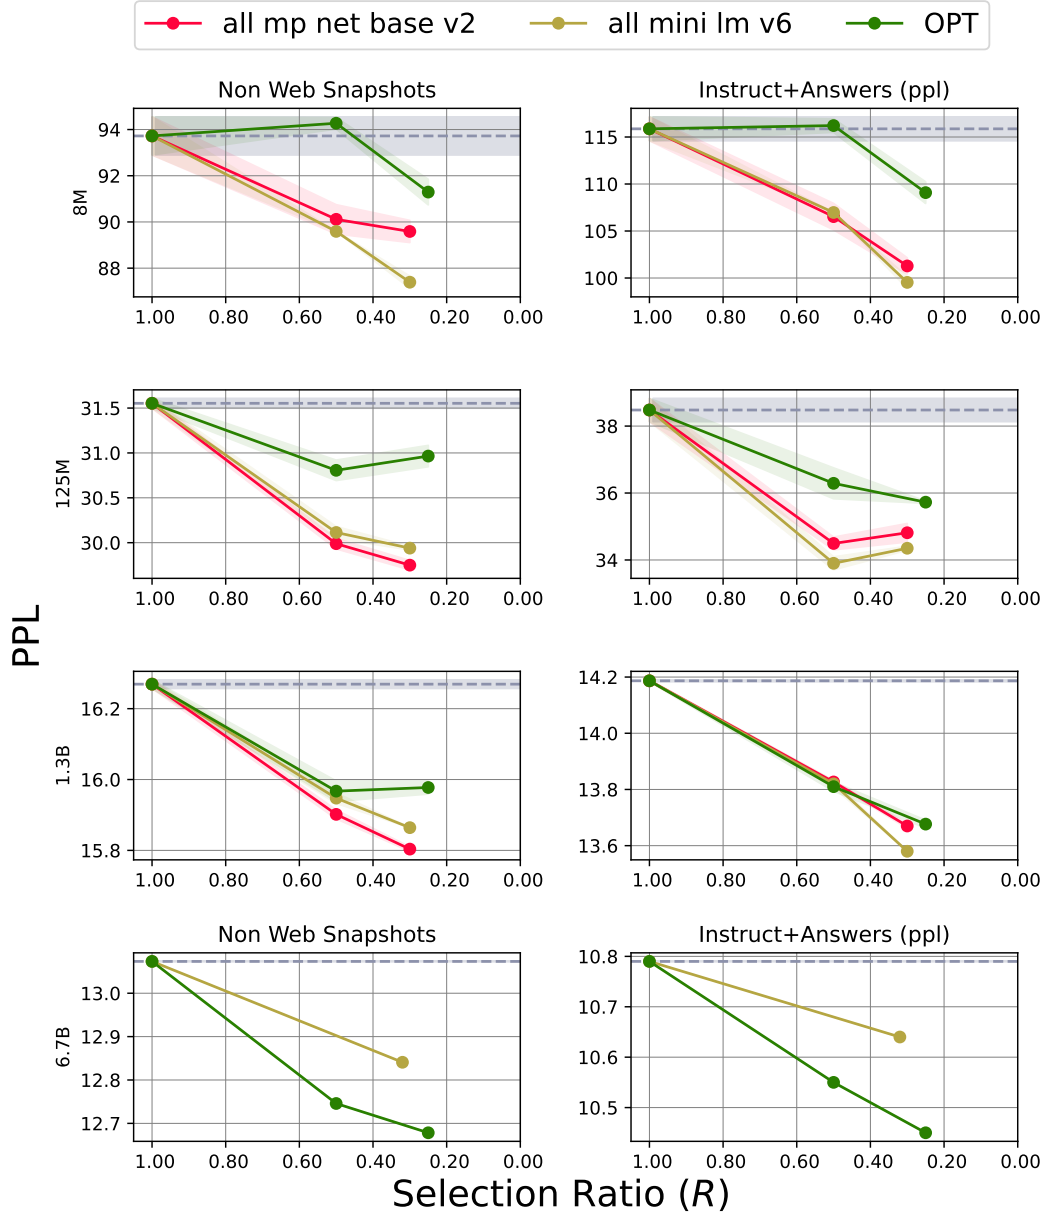 all mp net base v2 all mini lm v6 OPT
Non Web Snapshots Instruct+Answers (ppl)
94
92
90
88
8M
1.00 0.80 0.60 0.40 0.20 0.00
115
110
105
100
1.00 0.80 0.60 0.40 0.20 0.00
31.5
31.0
30.5
30.0
125M
1.00 0.80 0.60 0.40 0.20 0.00
38
36
34
1.00 0.80 0.60 0.40 0.20 0.00
PPL
16.2
16.0
15.8
1.3B
1.00 0.80 0.60 0.40 0.20 0.00
14.2
14.0
13.8
13.6
1.00 0.80 0.60 0.40 0.20 0.00
Non Web Snapshots Instruct+Answers (ppl)
13.0
12.9
12.8
12.7
6.7B
1.00 0.80 0.60 0.40 0.20 0.00
10.8
10.7
10.6
10.5
1.00 0.80 0.60 0.40 0.20 0.00
Selection Ratio (R)